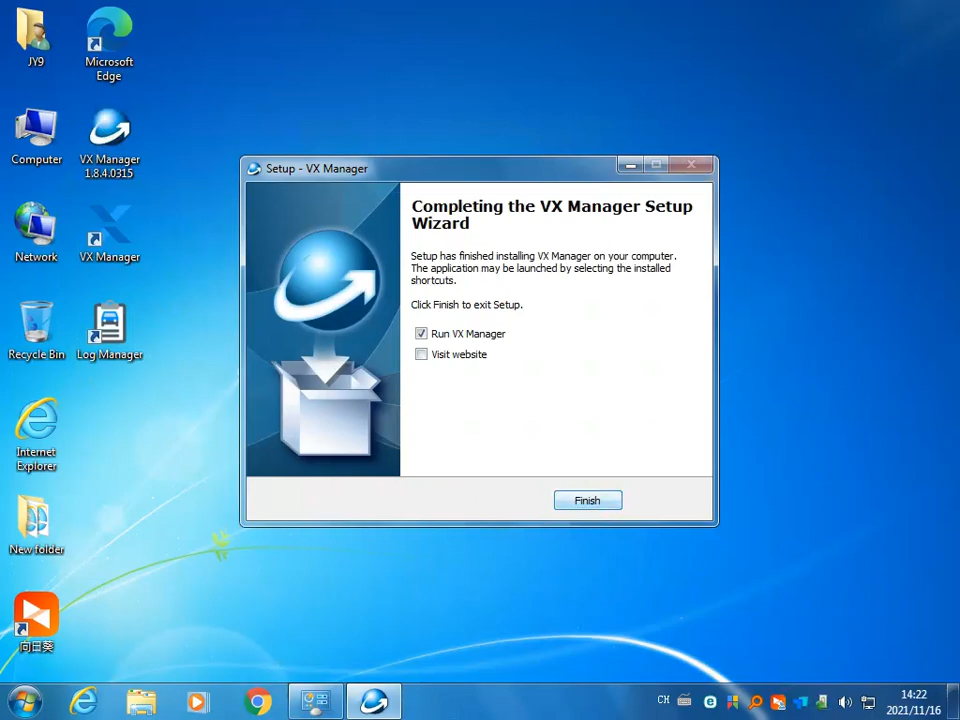 JY9
Microsoft
Edge
Computer
VX Manager
1.8.4.0315
Network
VX Manager
Recycle Bin
Log Manager
Internet
Explorer
New folder
向日葵
Setup - VX Manager
Completing the VX Manager Setup
Wizard
Setup has finished installing VX Manager on your computer.
The application may be launched by selecting the installed
shortcuts.
Click Finish to exit Setup.
Run VX Manager
Visit website
Finish
CH
14:22
2021/11/16